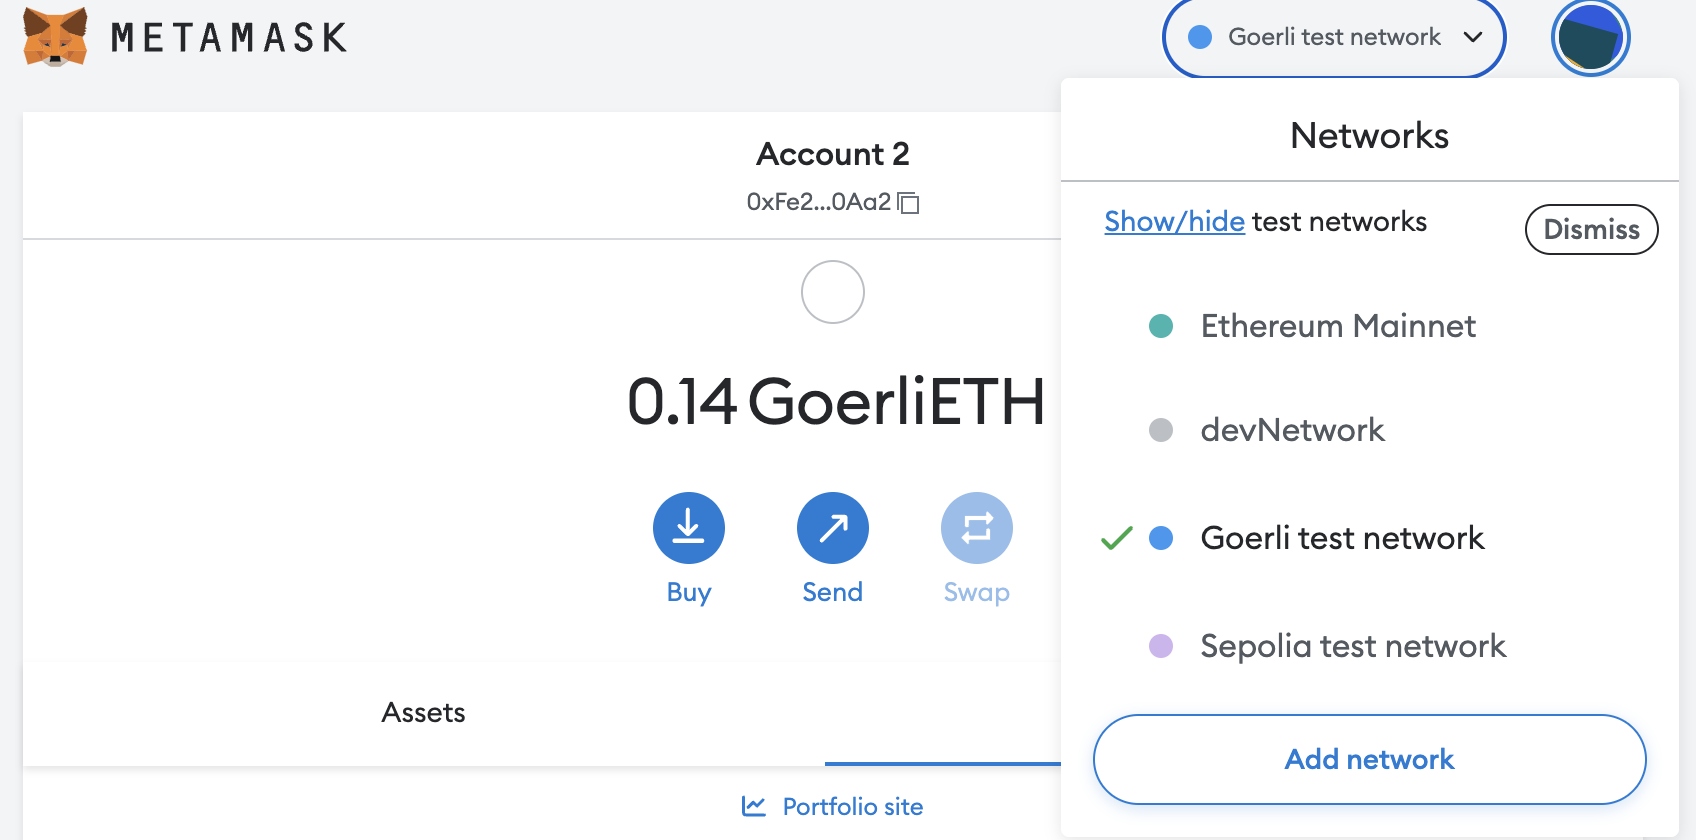 METAMASK
Goerli test network
Account 2
0xFe2...0Aa2
0.14 GoerliETH
Buy
Send
Swap
Assets
Portfolio site
Networks
Show/hide test networks
Dismiss
Ethereum Mainnet
devNetwork
Goerli test network
Sepolia test network
Add network